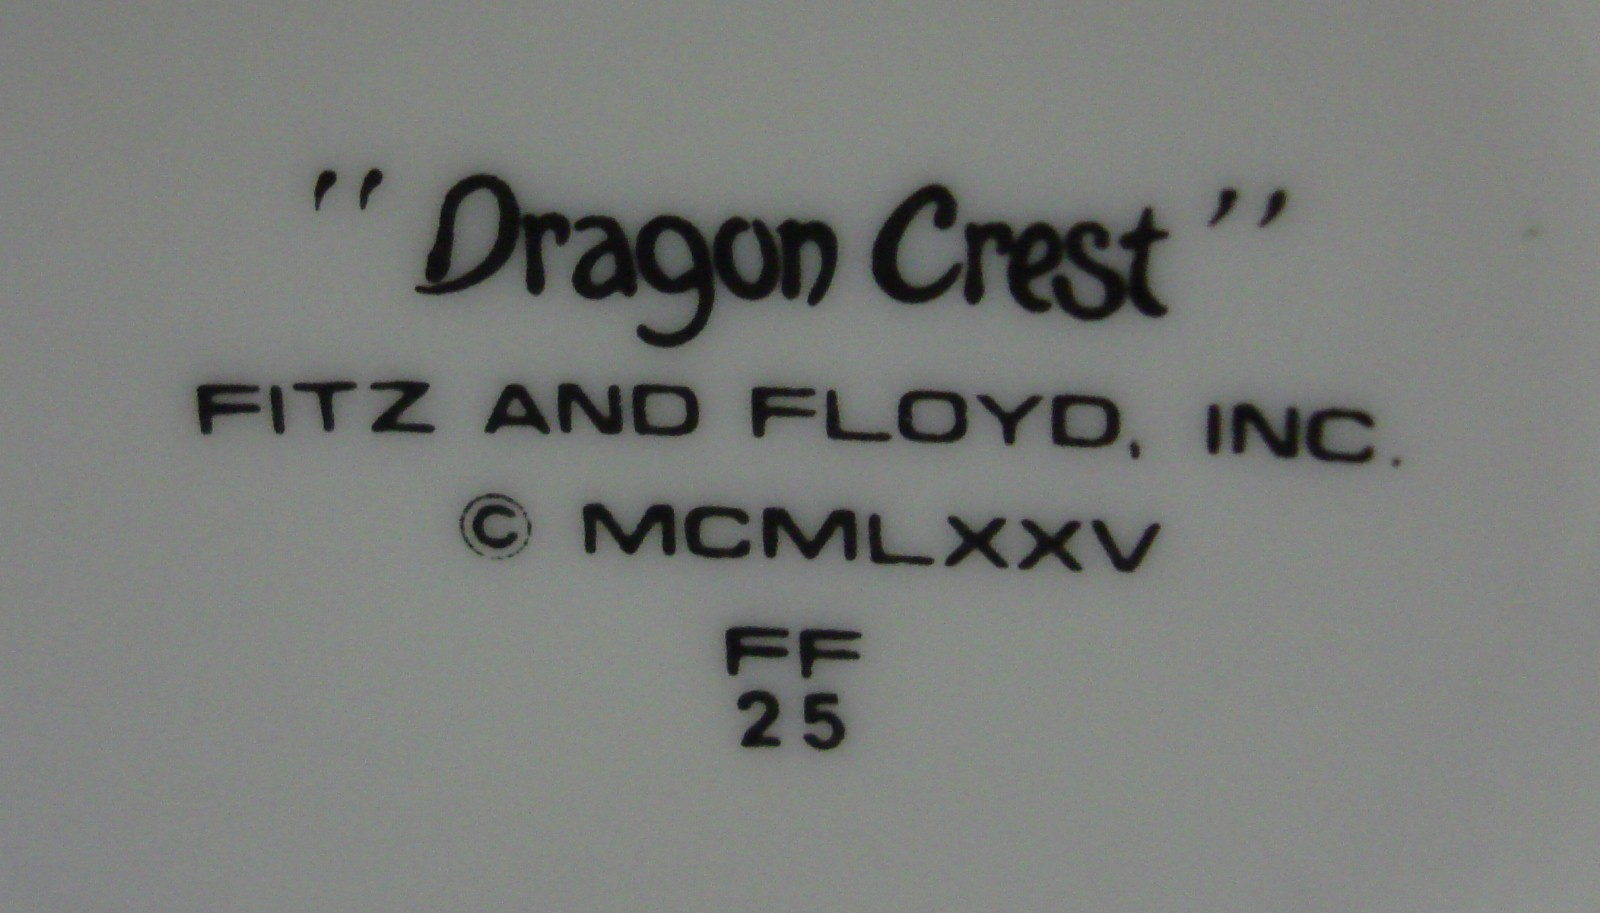 "Dragon Crest"
FITZ AND FLOYD, INC.
© MCMLXXV
FF
25